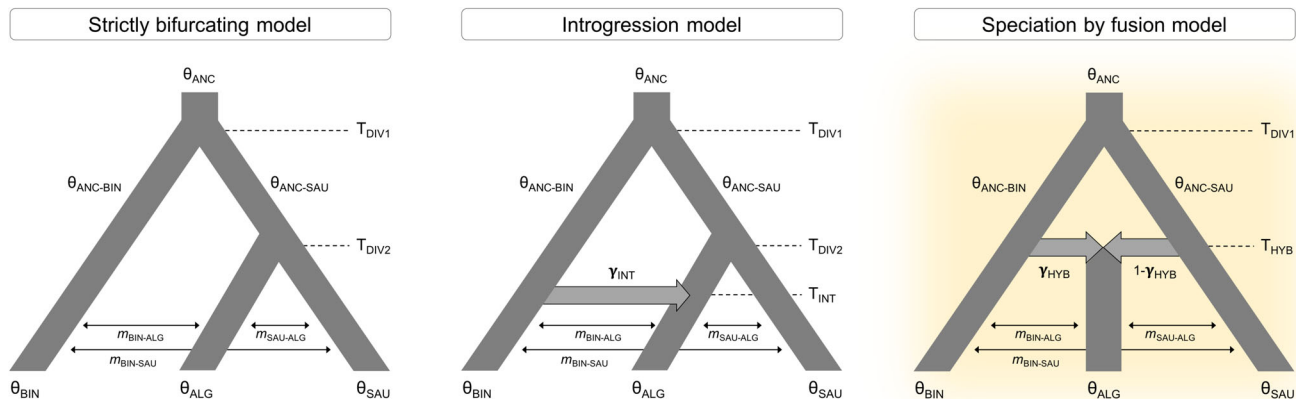 Strictly bifurcating model
θANC
TDIV1
θANC-BIN
θANC-SAU
TDIV2
mBIN-ALG
mSAU-ALG
mBIN-SAU
θBIN
θALG
θSAU
Introgression model
θANC
TDIV1
θANC-BIN
θANC-SAU
TDIV2
γINT
TINT
mBIN-ALG
mSAU-ALG
mBIN-SAU
θBIN
θALG
θSAU
Speciation by fusion model
θANC
TDIV1
θANC-BIN
θANC-SAU
THYB
γHYB
1-γHYB
mBIN-ALG
mSAU-ALG
mBIN-SAU
θBIN
θALG
θSAU